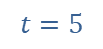 t = 5